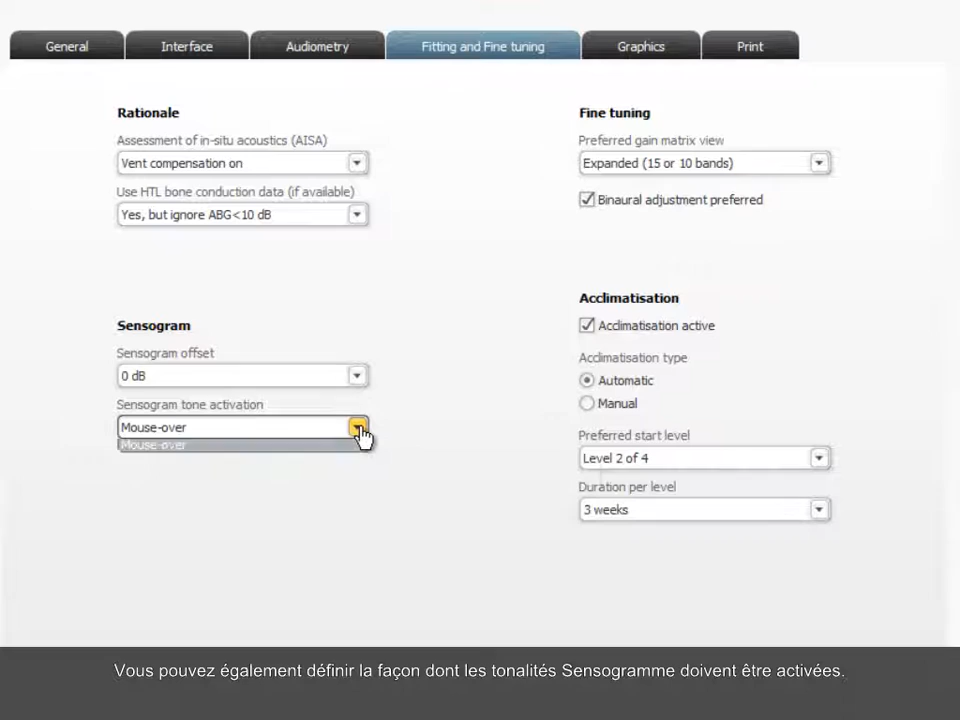 General
Interface
Audiometry
Fitting and Fine tuning
Graphics
Print
Rationale
Assessment of in-situ acoustics (AISA)
Vent compensation on
Use HTL bone conduction data (if available)
Yes, but ignore ABG<10 dB
Fine tuning
Preferred gain matrix view
Expanded (15 or 10 bands)
Binaural adjustment preferred
Sensogram
Sensogram offset
0 dB
Sensogram tone activation
Mouse-over
Mouse-over
Acclimatisation
Acclimatisation active
Acclimatisation type
Automatic
Manual
Preferred start level
Level 2 of 4
Duration per level
3 weeks
Vous pouvez également définir la façon dont les tonalités Sensogramme doivent être activées.